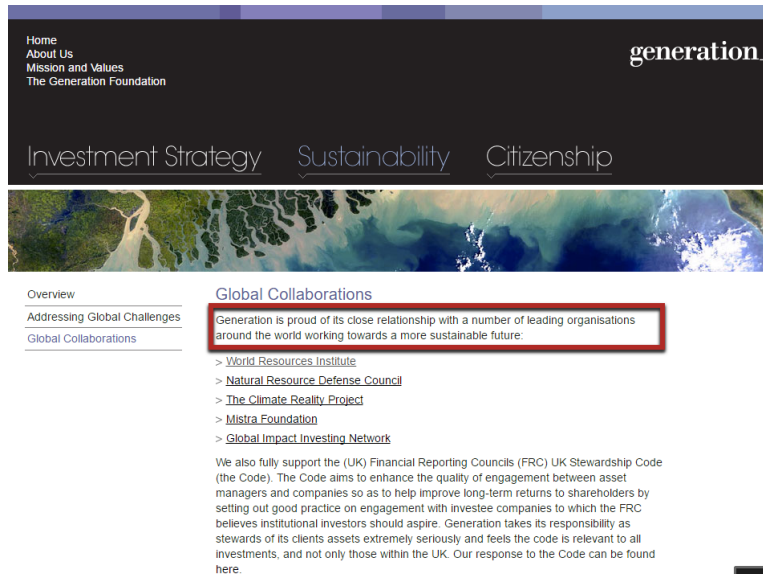 Home
About Us
Mission and Values
The Generation Foundation
generation_
Investment Strategy
Sustainability
Citizenship
Overview
Addressing Global Challenges
Global Collaborations
Global Collaborations
Generation is proud of its close relationship with a number of leading organisations
around the world working towards a more sustainable future:
> World Resources Institute
> Natural Resource Defense Council
> The Climate Reality Project
> Mistra Foundation
> Global Impact Investing Network
We also fully support the (UK) Financial Reporting Councils (FRC) UK Stewardship Code
(the Code). The Code aims to enhance the quality of engagement between asset
managers and companies so as to help improve long-term returns to shareholders by
setting out good practice on engagement with investee companies to which the FRC
believes institutional investors should aspire. Generation takes its responsibility as
stewards of its clients assets extremely seriously and feels the code is relevant to all
investments, and not only those within the UK. Our response to the Code can be found
here.